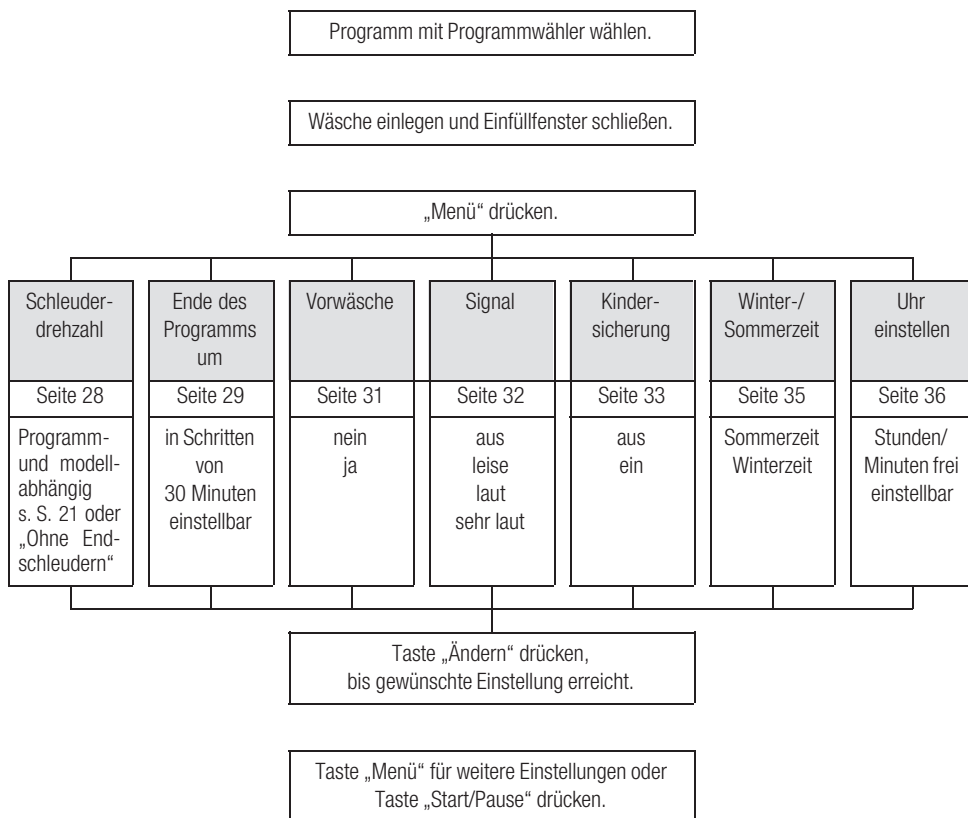 Programm mit Programmwähler wählen.
Wäsche einlegen und Einfüllfenster schließen.
„Menü“ drücken.
Schleuder-
drehzahl
Seite 28
Programm-
und modell-
abhängig
s. S. 21 oder
„Ohne End-
schleudern“
Ende des
Programms
um
Seite 29
in Schritten
von
30 Minuten
einstellbar
Vorwäsche
Seite 31
nein
ja
Signal
Seite 32
aus
leise
laut
sehr laut
Kinder-
sicherung
Seite 33
aus
ein
Winter-/
Sommerzeit
Seite 35
Sommerzeit
Winterzeit
Uhr
einstellen
Seite 36
Stunden/
Minuten frei
einstellbar
Taste „Ändern“ drücken,
bis gewünschte Einstellung erreicht.
Taste „Menü“ für weitere Einstellungen oder
Taste „Start/Pause“ drücken.